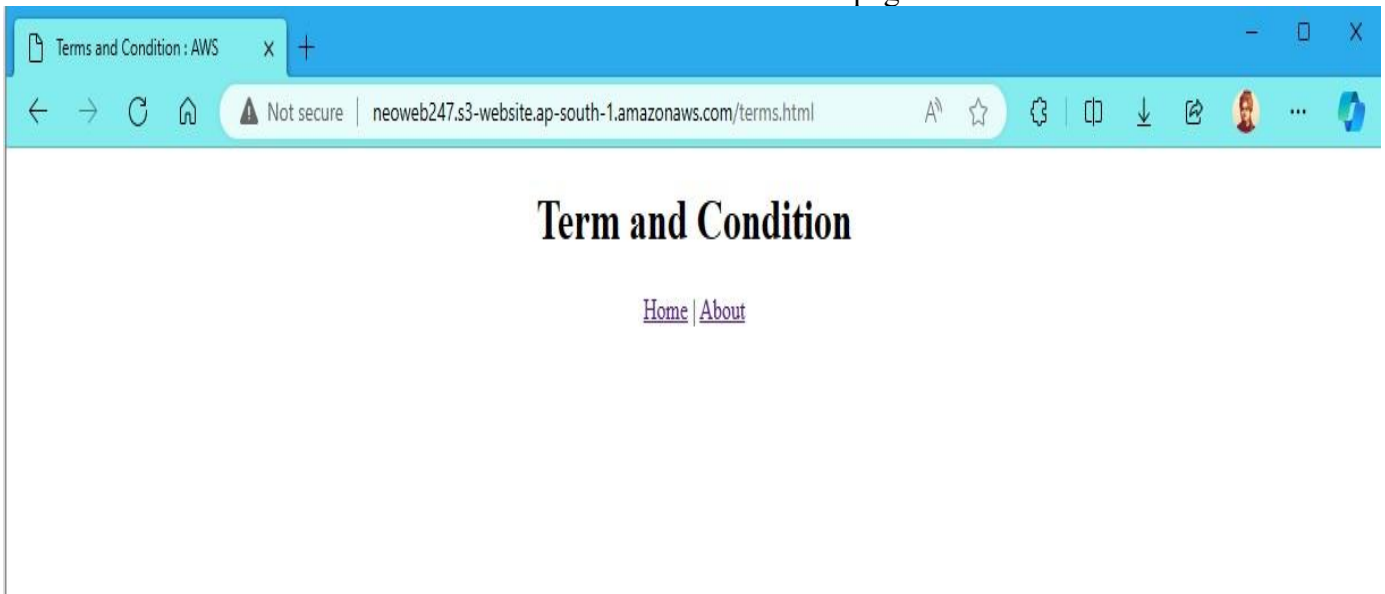 Terms and Condition : AWS
Not secure | neoweb247.s3-website.ap-south-1.amazonaws.com/terms.html
Term and Condition
Home | About